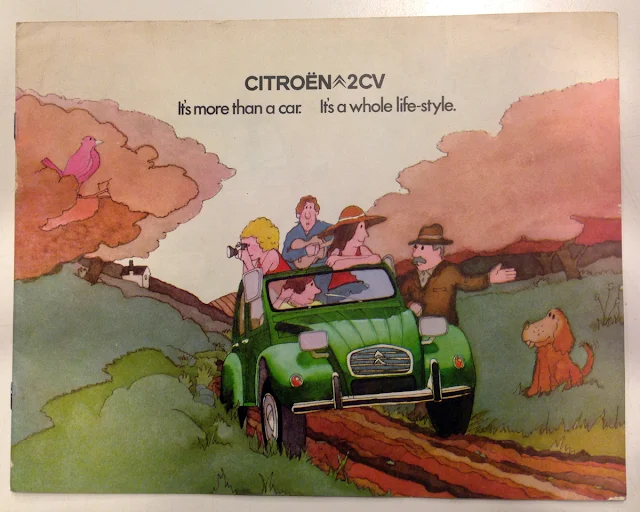 CITROËN 2CV
It's more than a car. It's a whole life-style.